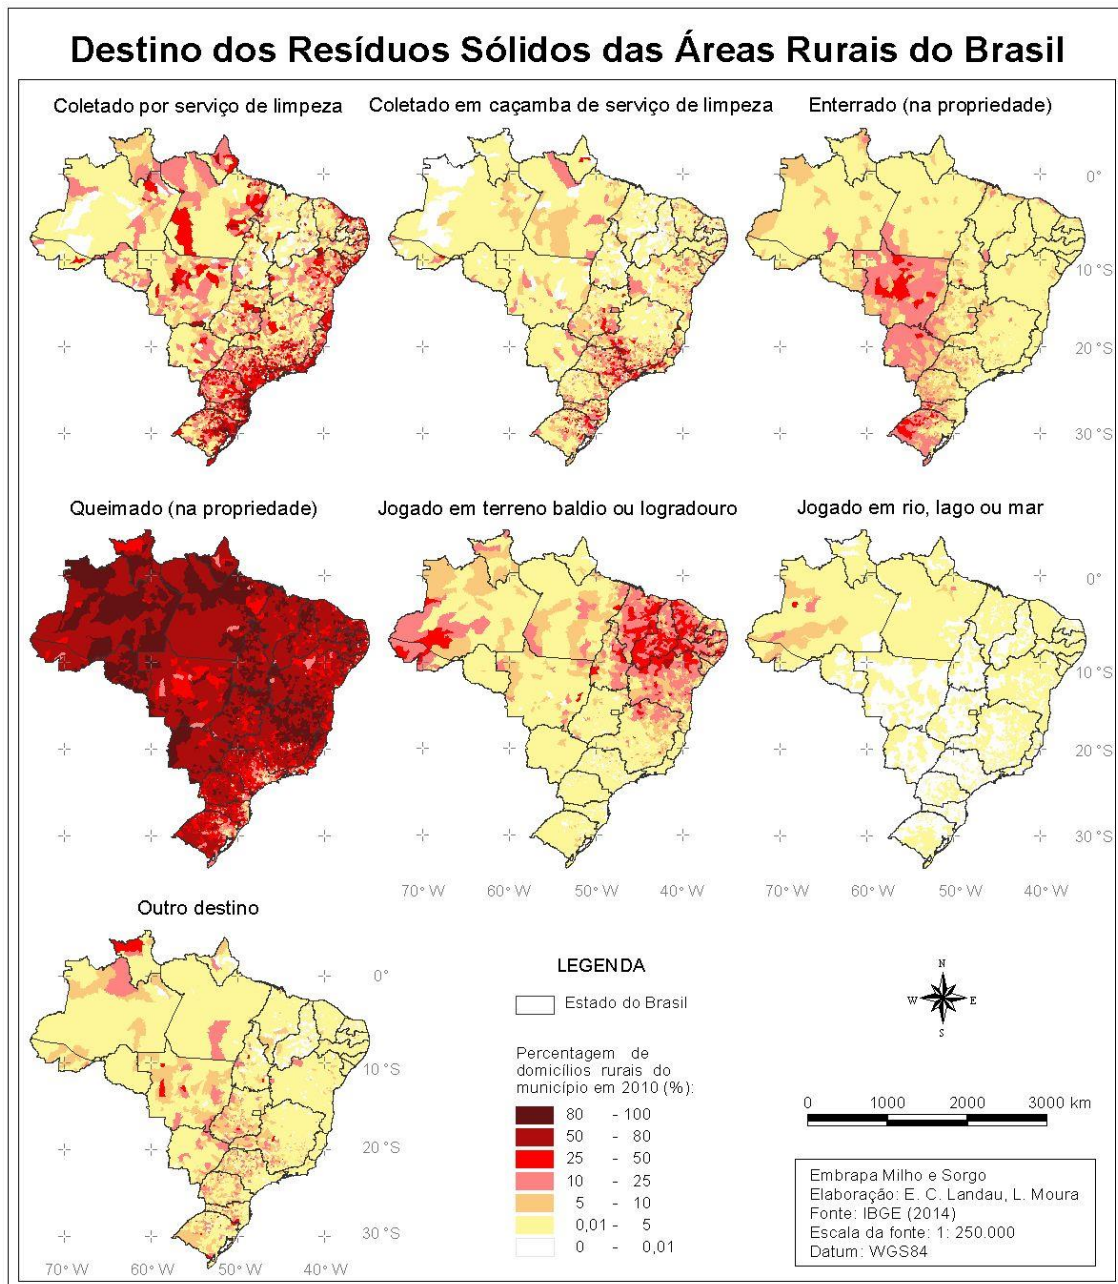 Destino dos Resíduos Sólidos das Áreas Rurais do Brasil
Coletado por serviço de limpeza
Coletado em caçamba de serviço de limpeza
Enterrado (na propriedade)
0°
10°S
20°S
30°S
Queimado (na propriedade)
Jogado em terreno baldio ou logradouro
Jogado em rio, lago ou mar
0°
10°S
20°S
30°S
70° W 60° W 50° W 40° W
70° W 60° W 50° W 40° W
Outro destino
0°
10°S
20°S
30°S
70° W 60° W 50° W 40° W
LEGENDA
Estado do Brasil
Percentagem de
domicílios rurais do
município em 2010 (%):
80 - 100
50 - 80
25 - 50
10 - 25
5 - 10
0,01 - 5
0 - 0,01
N
W E
S
0 1000 2000 3000 km
Embrapa Milho e Sorgo
Elaboração: E. C. Landau, L. Moura
Fonte: IBGE (2014)
Escala da fonte: 1: 250.000
Datum: WGS84